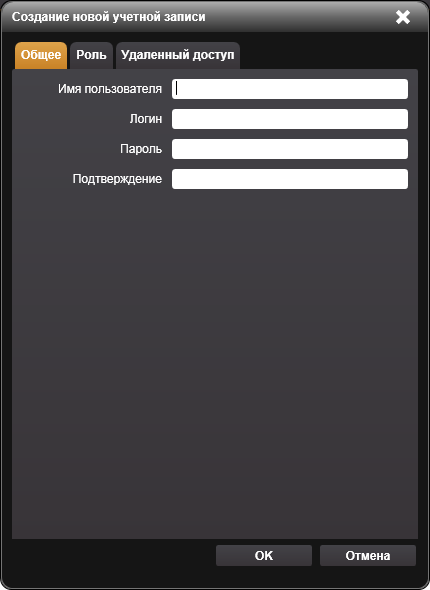 Создание новой учетной записи
Общее Роль Удаленный доступ
Имя пользователя
Логин
Пароль
Подтверждение
OK Отмена